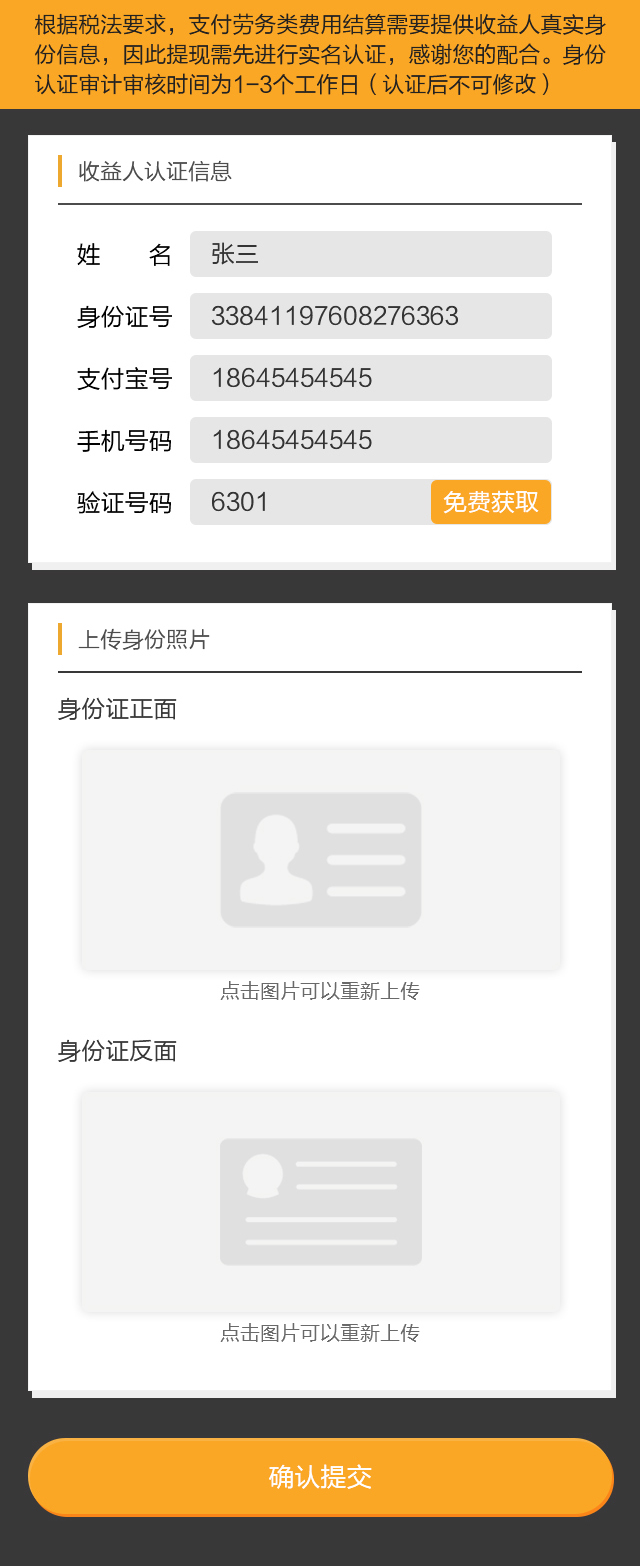 根据税法要求，支付劳务类费用结算需要提供收益人真实身
份信息，因此提现需先进行实名认证，感谢您的配合。身份
认证审计审核时间为1-3个工作日（认证后不可修改）
收益人认证信息
姓　　名 张三
身份证号 33841197608276363
支付宝号 18645454545
手机号码 18645454545
验证号码 6301 免费获取
上传身份照片
身份证正面
点击图片可以重新上传
身份证反面
点击图片可以重新上传
确认提交